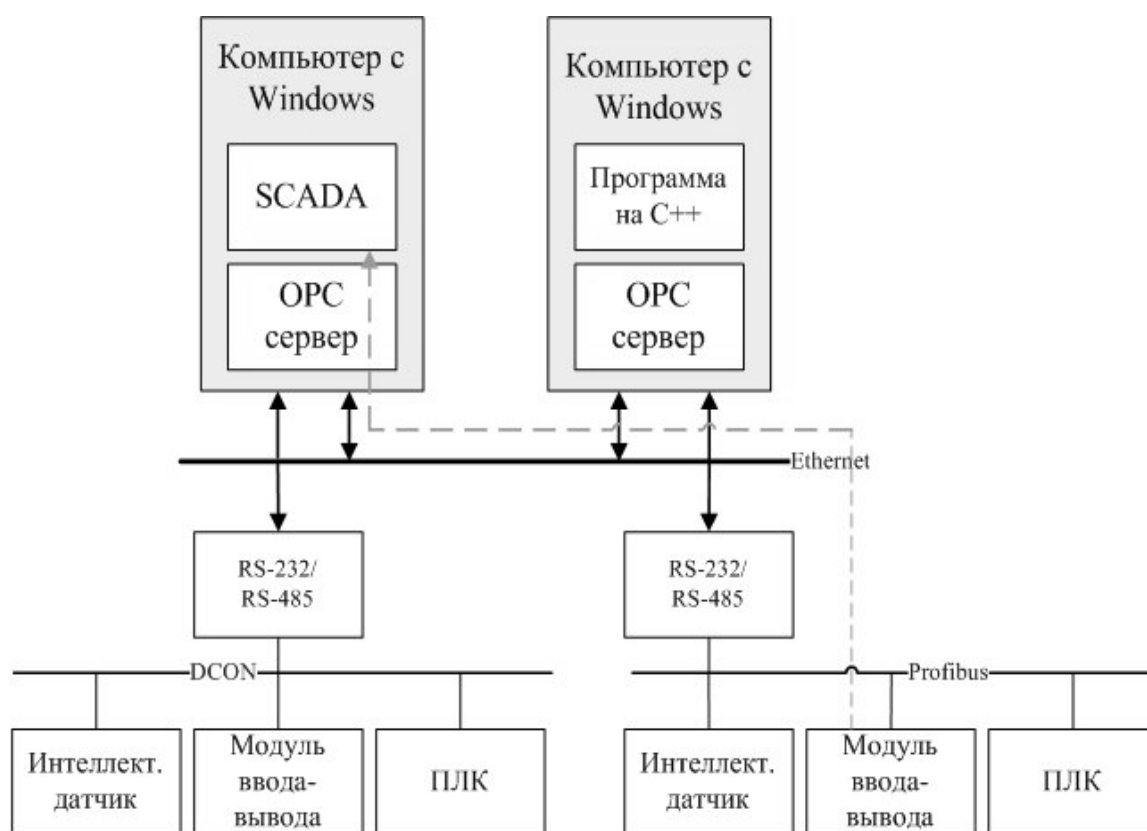 Компьютер с
Windows
SCADA
OPC
сервер
Компьютер с
Windows
Программа
на C++
OPC
сервер
Ethernet
RS-232/
RS-485
RS-232/
RS-485
DCON
Profibus
Интеллект.
датчик
Модуль
ввода-
вывода
ПЛК
Интеллект.
датчик
Модуль
ввода-
вывода
ПЛК